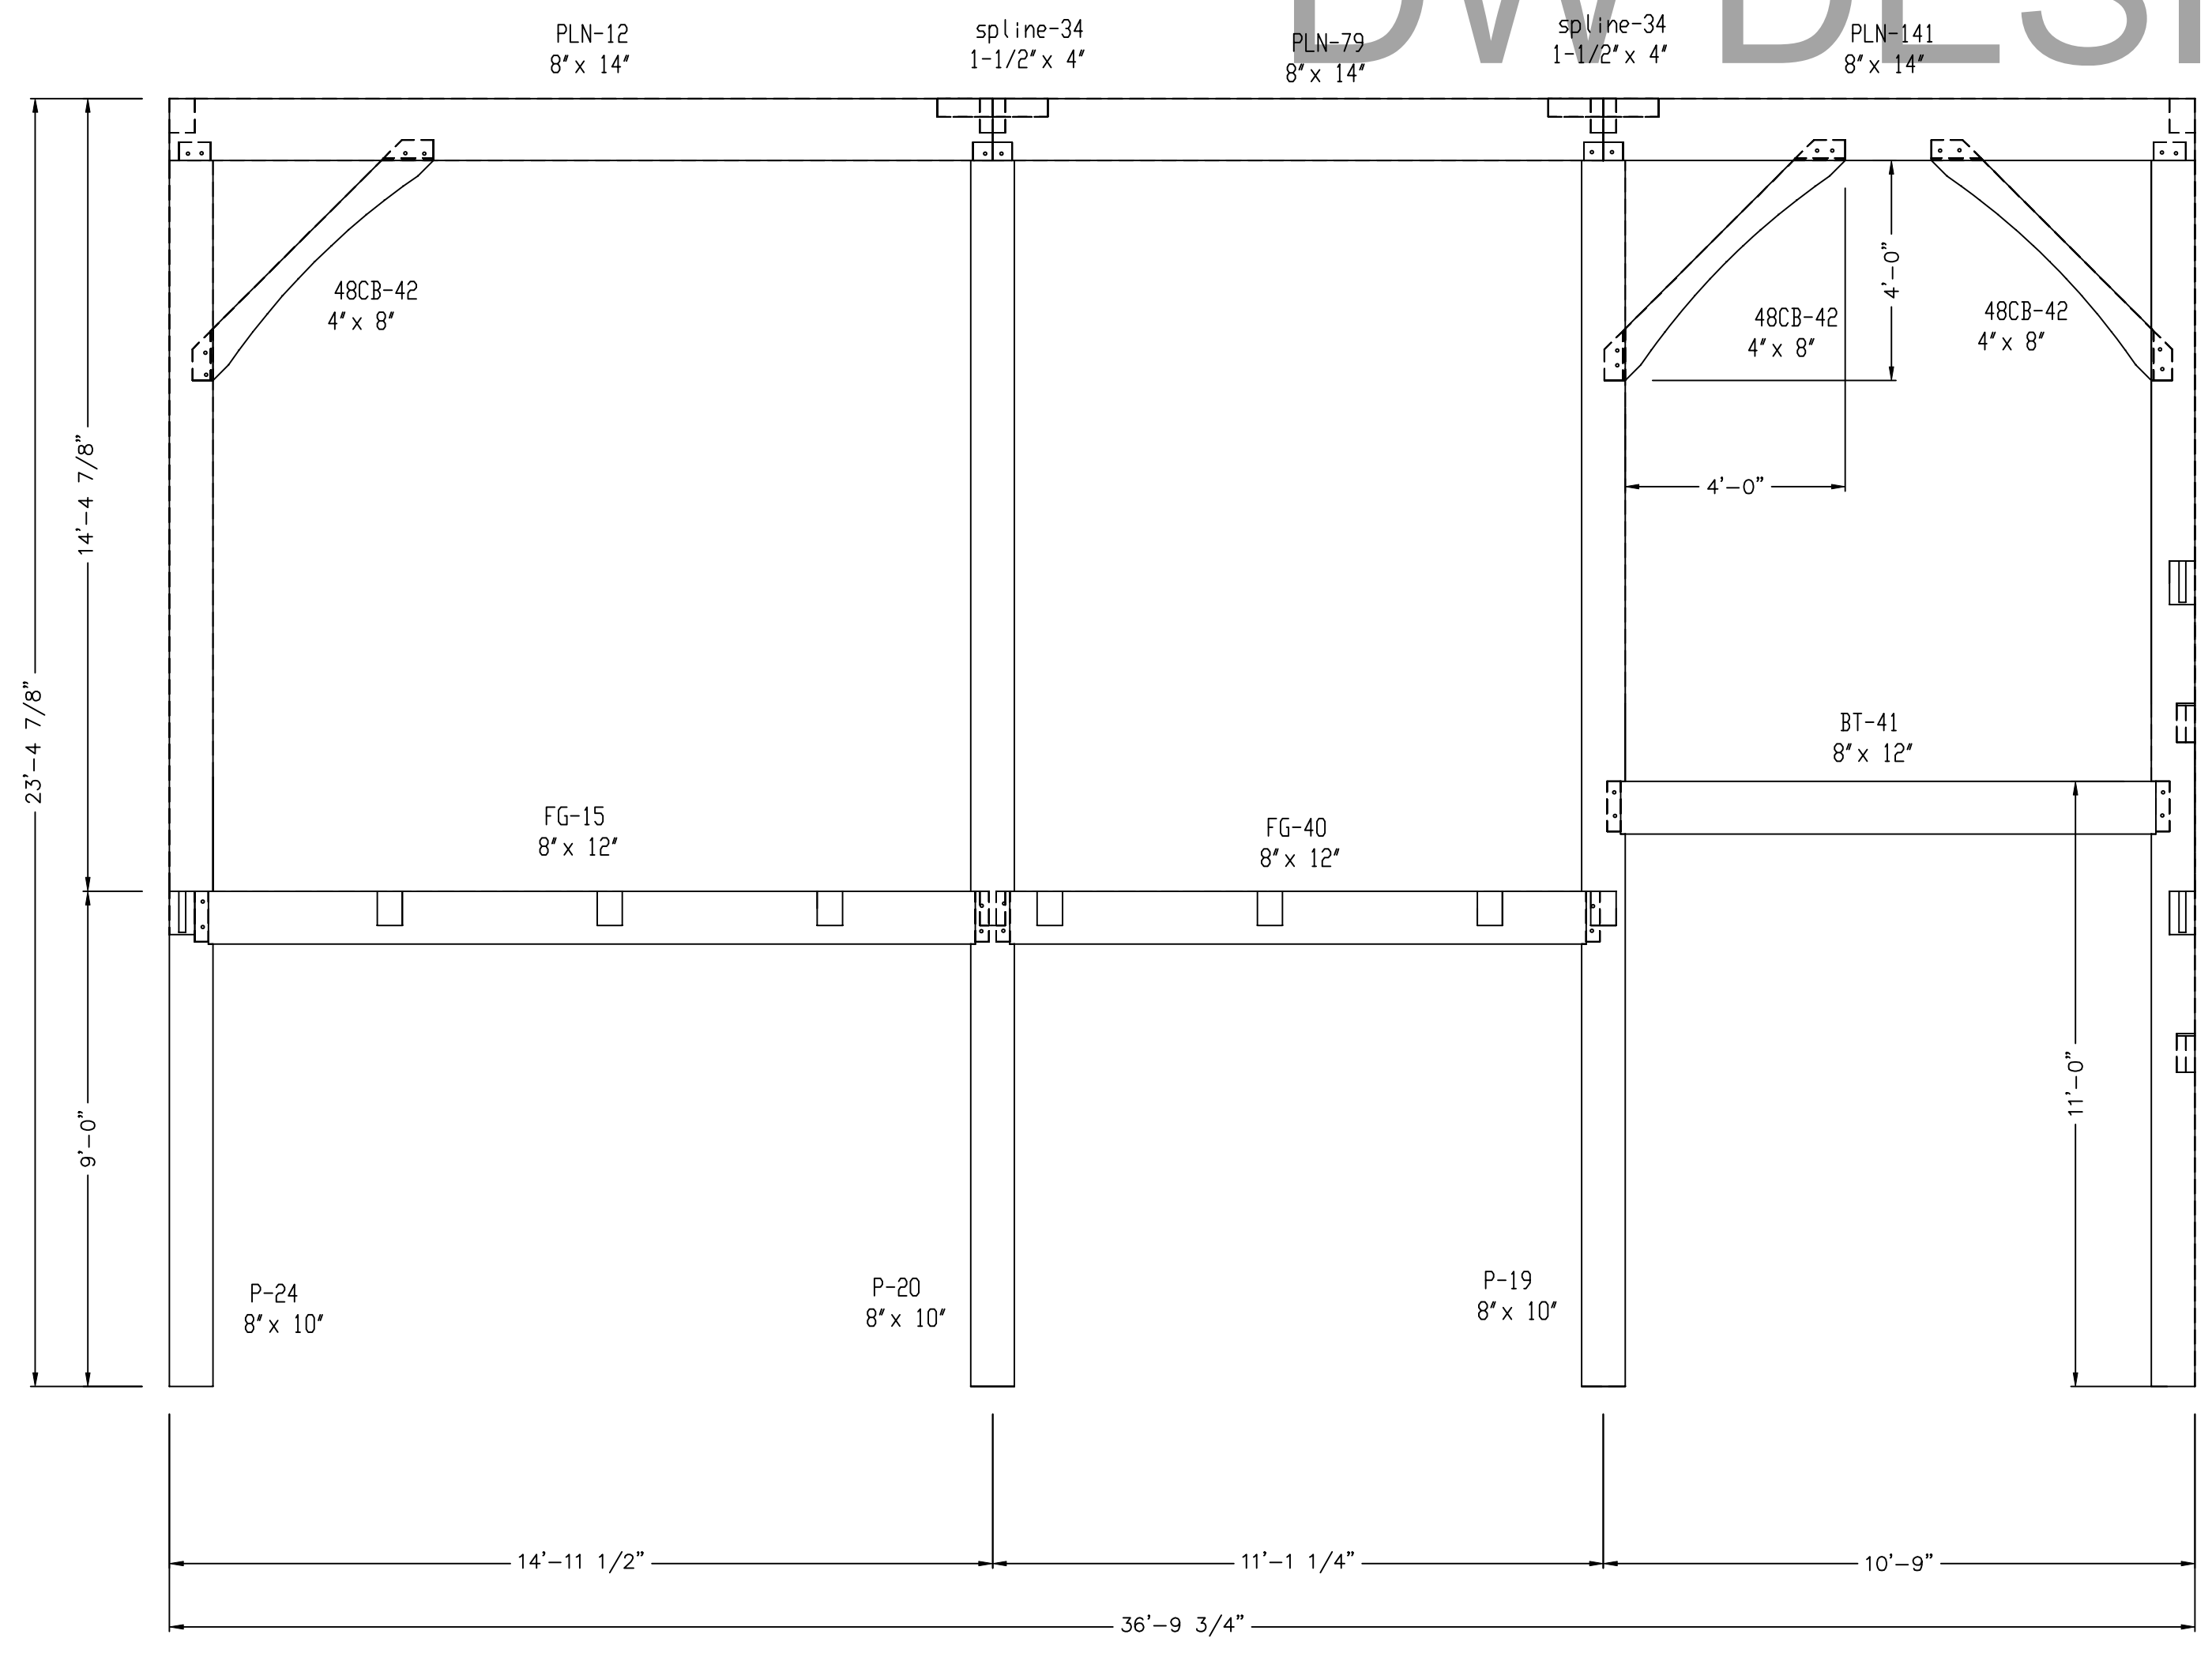 DW DESI
PLN-12
8" x 14"
spline-34
1-1/2" x 4"
PLN-79
8" x 14"
spline-34
1-1/2" x 4"
PLN-141
8" x 14"
48CB-42
4" x 8"
4'-0"
48CB-42
4" x 8"
48CB-42
4" x 8"
14'-4 7/8"
4'-0"
23'-4 7/8"
BT-41
8" x 12"
FG-15
8" x 12"
FG-40
8" x 12"
9'-0"
11'-0"
P-24
8" x 10"
P-20
8" x 10"
P-19
8" x 10"
14'-11 1/2"
11'-1 1/4"
10'-9"
36'-9 3/4"